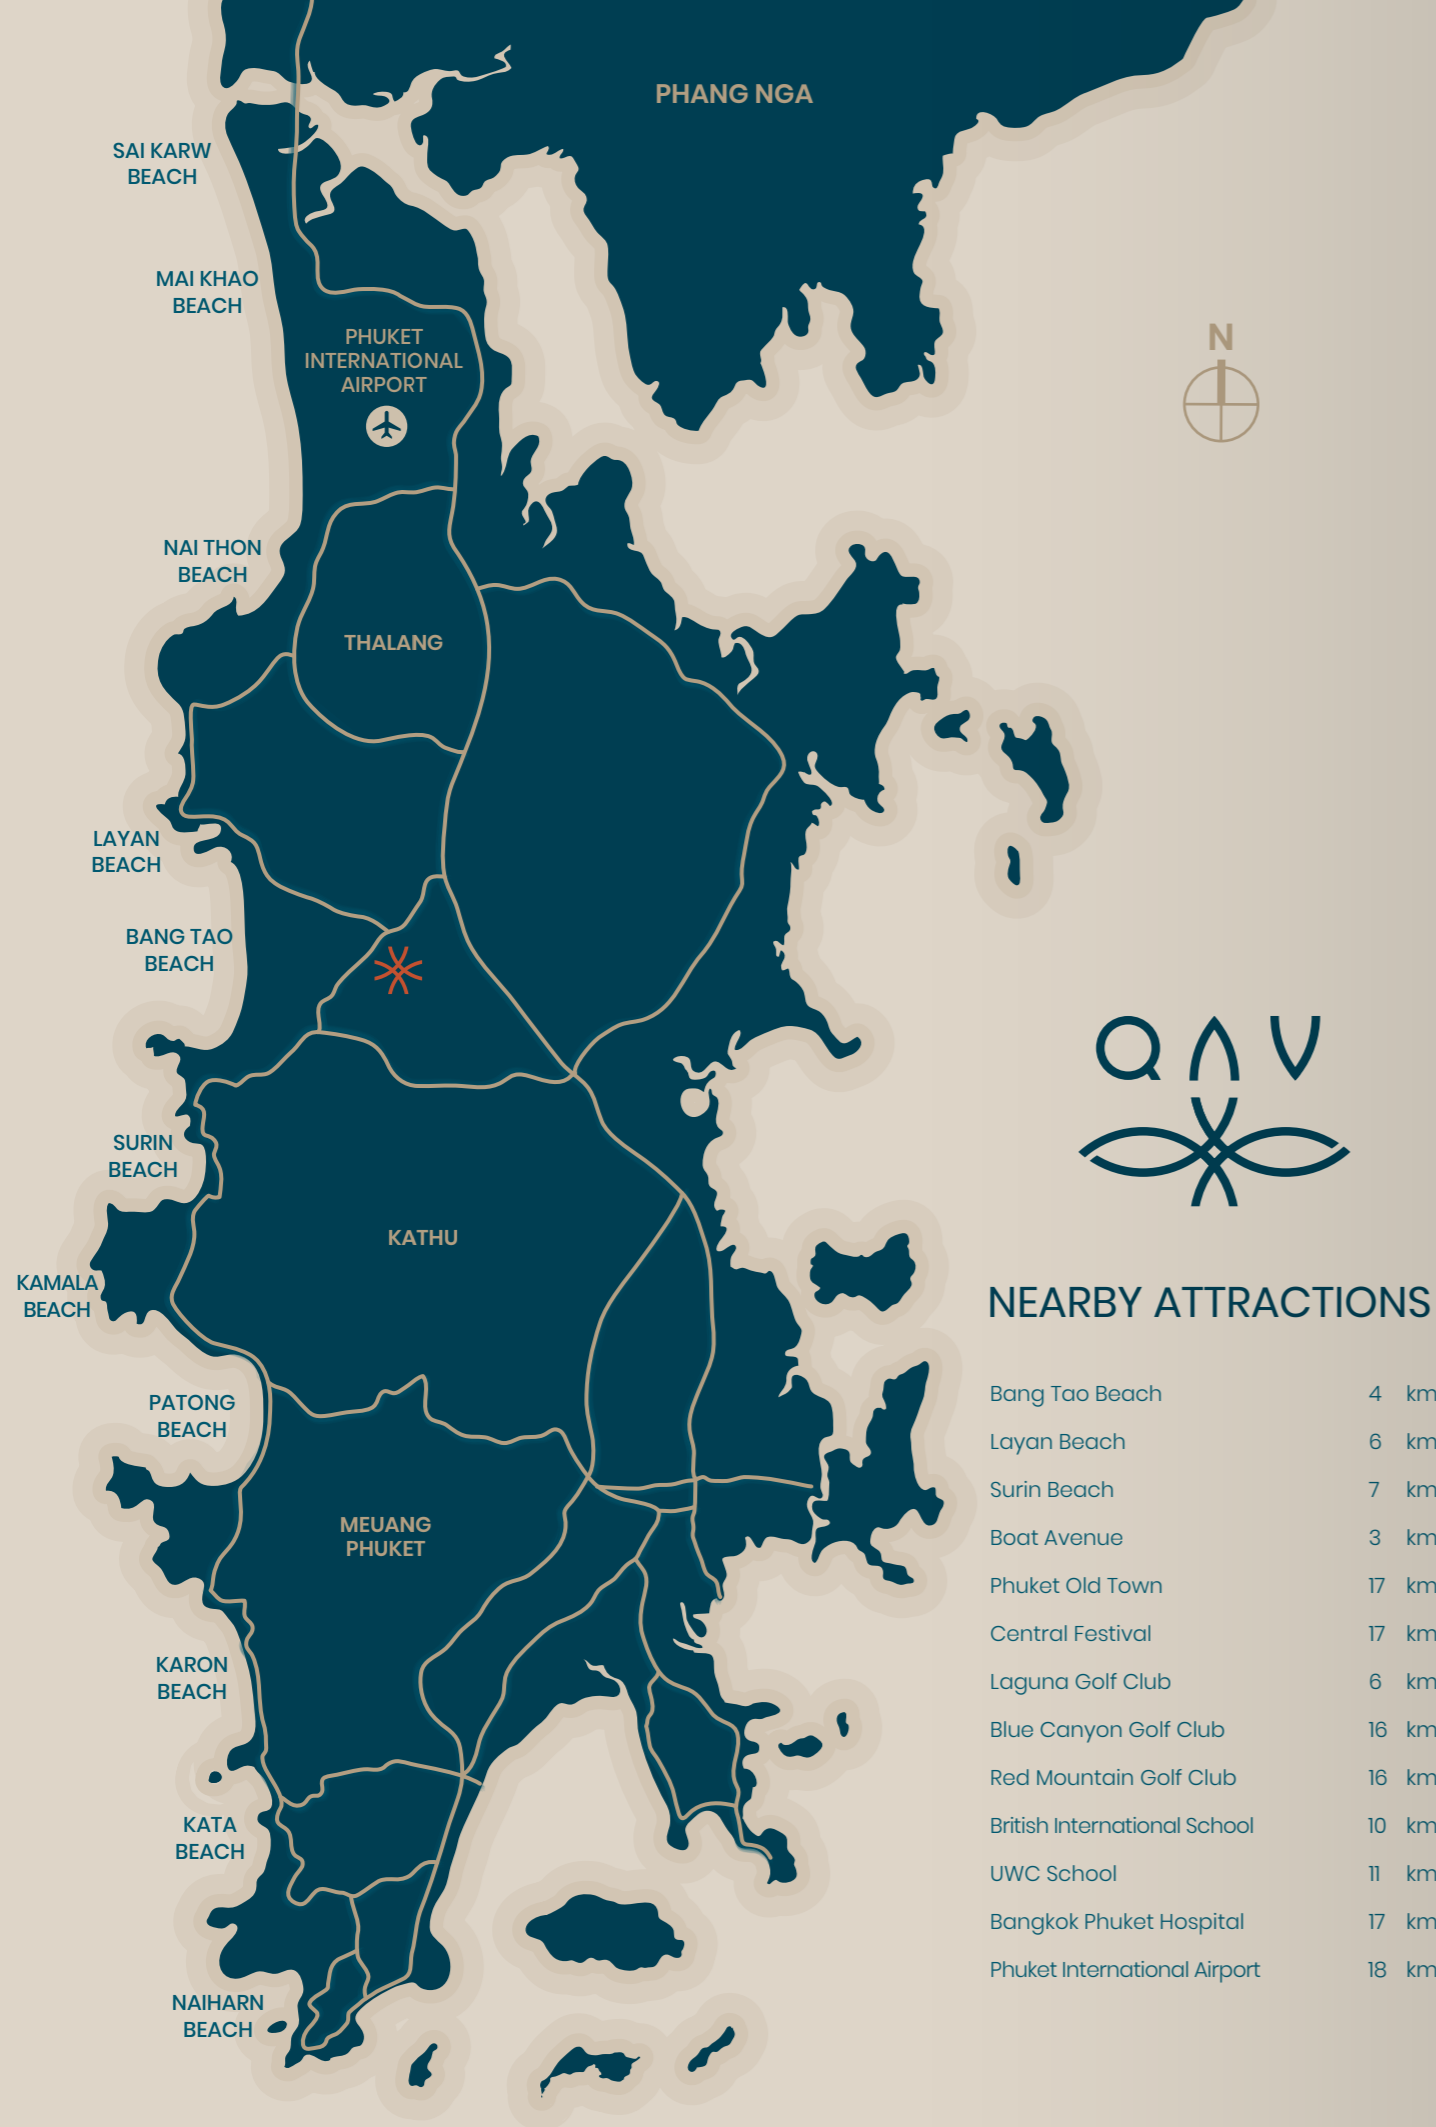 PHANG NGA
SAI KARW
BEACH
MAI KHAO
BEACH
PHUKET
INTERNATIONAL
AIRPORT
N
NAI THON
BEACH
THALANG
LAYAN
BEACH
BANG TAO
BEACH
QAV
SURIN
BEACH
KATHU
KAMALA
BEACH
NEARBY ATTRACTIONS
PATONG
BEACH
MEUANG
PHUKET
KARON
BEACH
KATA
BEACH
NAIHARN
BEACH
Bang Tao Beach 4 km
Layan Beach 6 km
Surin Beach 7 km
Boat Avenue 3 km
Phuket Old Town 17 km
Central Festival 17 km
Laguna Golf Club 6 km
Blue Canyon Golf Club 16 km
Red Mountain Golf Club 16 km
British International School 10 km
UWC School 11 km
Bangkok Phuket Hospital 17 km
Phuket International Airport 18 km